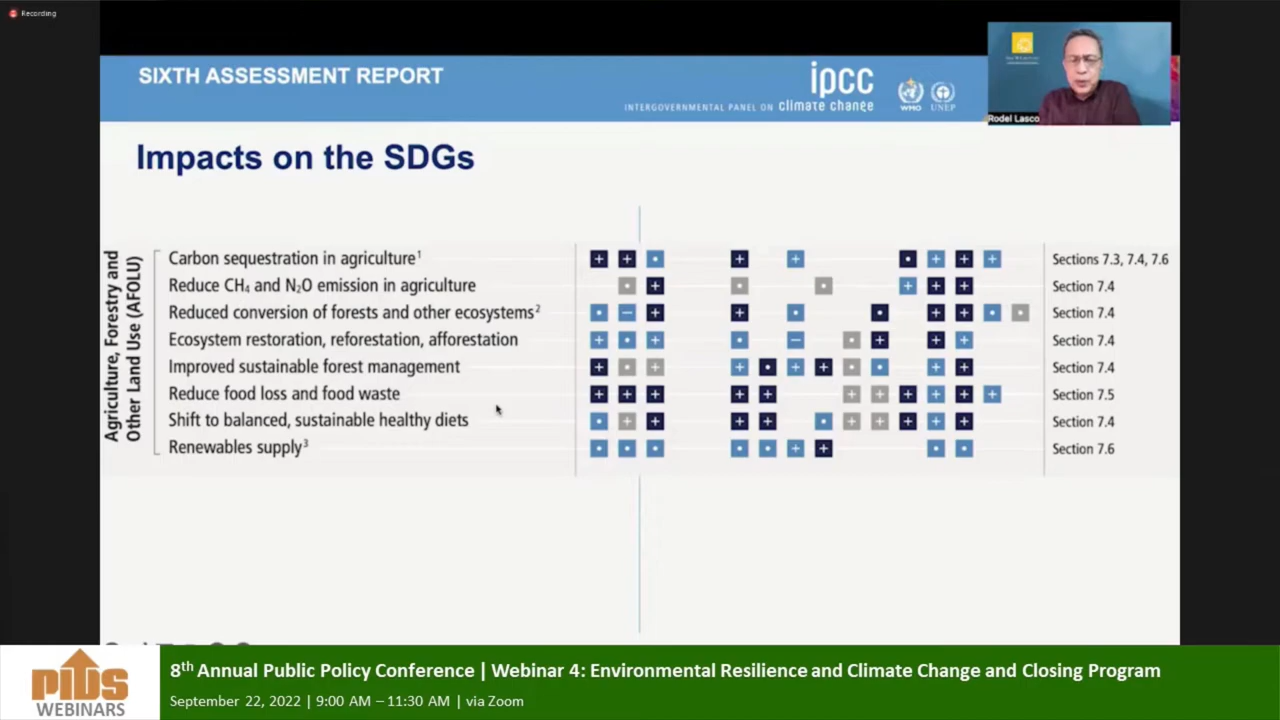 Recording
SIXTH ASSESSMENT REPORT
ipcc
INTERGOVERNMENTAL PANEL ON climate change
WMO
UNEP
Rodel Lasco
Impacts on the SDGs
Agriculture, Forestry and
Other Land Use (AFOLU)
Carbon sequestration in agriculture¹ Sections 7.3, 7.4, 7.6
Reduce CH₄ and N₂O emission in agriculture Section 7.4
Reduced conversion of forests and other ecosystems² Section 7.4
Ecosystem restoration, reforestation, afforestation Section 7.4
Improved sustainable forest management Section 7.4
Reduce food loss and food waste Section 7.5
Shift to balanced, sustainable healthy diets Section 7.4
Renewables supply³ Section 7.6
PIDS
WEBINARS
8th Annual Public Policy Conference | Webinar 4: Environmental Resilience and Climate Change and Closing Program
September 22, 2022 | 9:00 AM – 11:30 AM | via Zoom